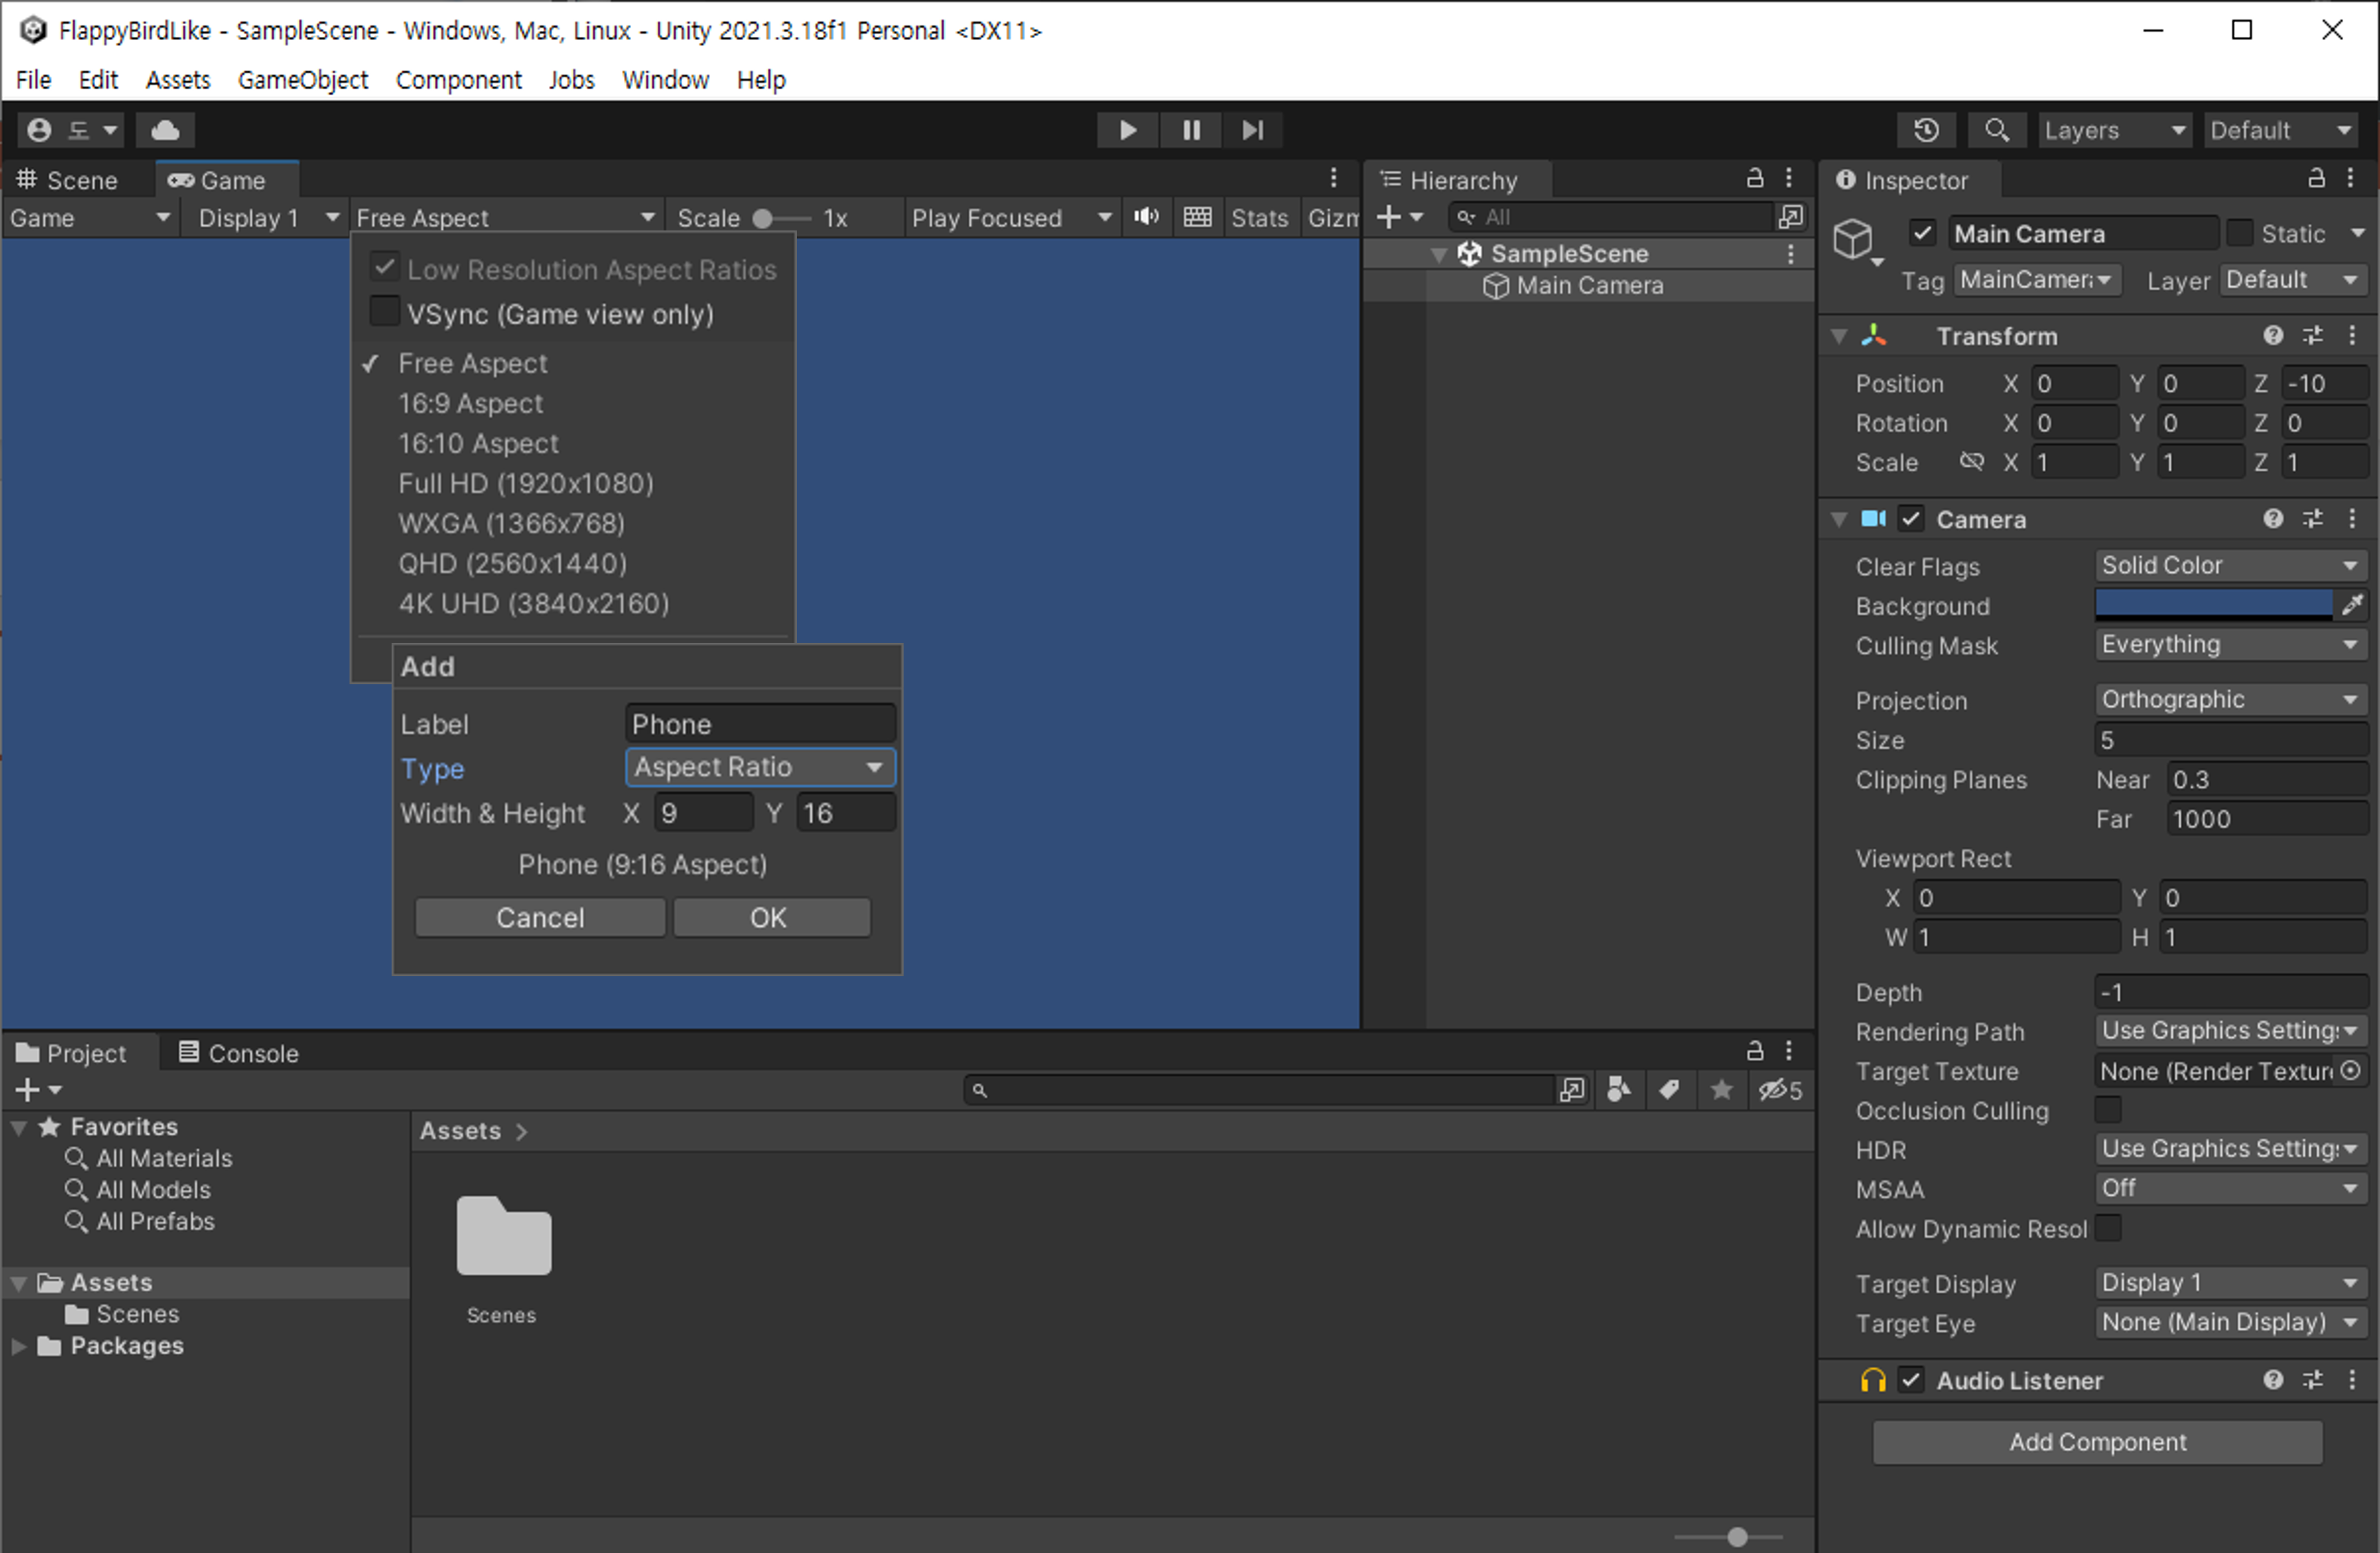 FlappyBirdLike - SampleScene - Windows, Mac, Linux - Unity 2021.3.18f1 Personal <DX11>
File Edit Assets GameObject Component Jobs Window Help
도 Layers Default
Scene Game
Game Display 1 Free Aspect Scale 1x Play Focused Stats Gizm
Low Resolution Aspect Ratios
VSync (Game view only)
Free Aspect
16:9 Aspect
16:10 Aspect
Full HD (1920x1080)
WXGA (1366x768)
QHD (2560x1440)
4K UHD (3840x2160)
Add
Label Phone
Type Aspect Ratio
Width & Height X 9 Y 16
Phone (9:16 Aspect)
Cancel OK
Hierarchy
All
SampleScene
Main Camera
Inspector
Main Camera Static
Tag MainCamer Layer Default
Transform
Position X 0 Y 0 Z -10
Rotation X 0 Y 0 Z 0
Scale X 1 Y 1 Z 1
Camera
Clear Flags Solid Color
Background
Culling Mask Everything
Projection Orthographic
Size 5
Clipping Planes Near 0.3
Far 1000
Viewport Rect
X 0 Y 0
W 1 H 1
Depth -1
Rendering Path Use Graphics Setting
Target Texture None (Render Textur
Occlusion Culling
HDR Use Graphics Setting
MSAA Off
Allow Dynamic Resol
Target Display Display 1
Target Eye None (Main Display)
Audio Listener
Add Component
Project Console
5
Favorites
All Materials
All Models
All Prefabs
Assets
Scenes
Packages
Assets >
Scenes